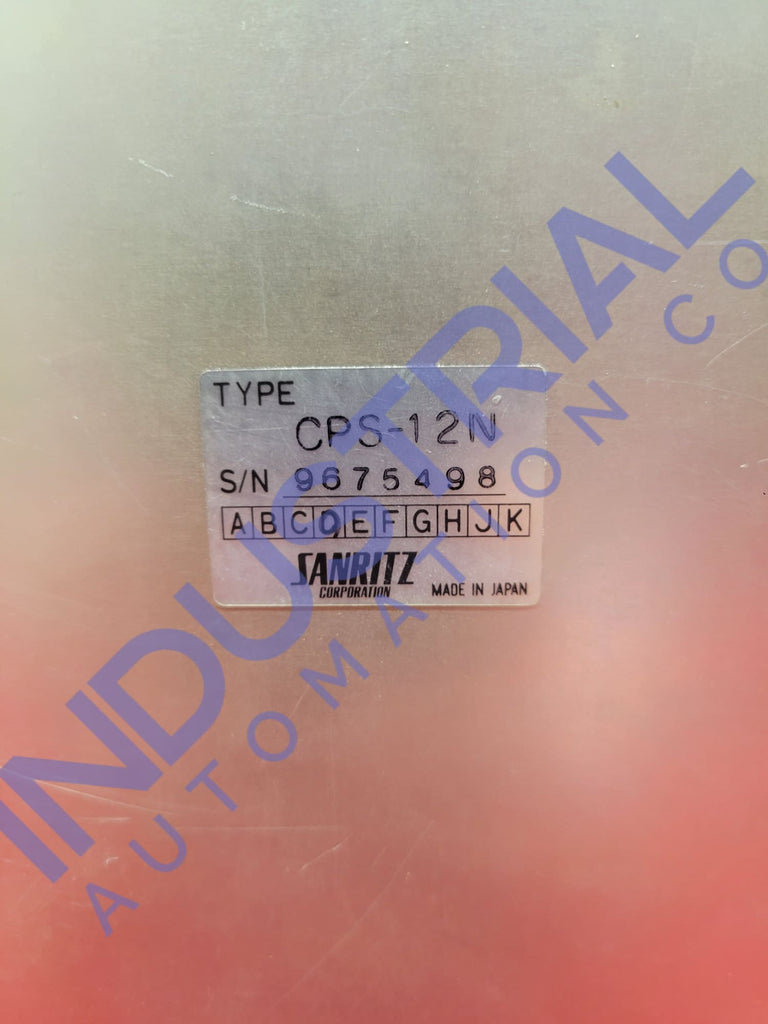 TYPE
CPS-12N
S/N 9675498
A B C D E F G H J K
SANRITZ
CORPORATION
MADE IN JAPAN
INDUSTRIAL
AUTOMATION CO